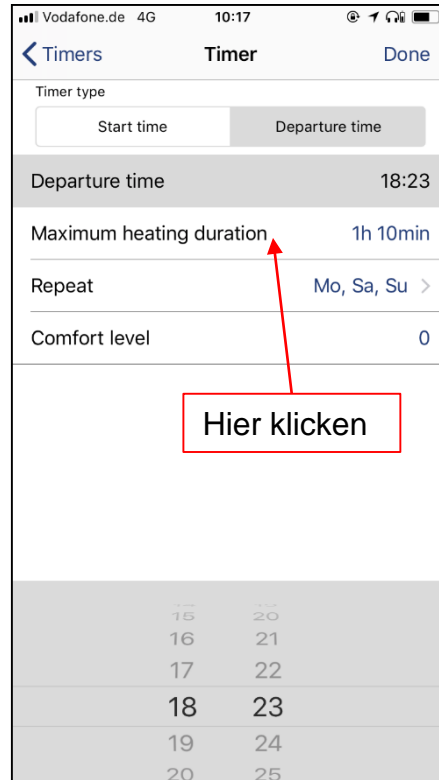 Vodafone.de 4G 10:17
Timers Timer Done
Timer type
Start time Departure time
Departure time 18:23
Maximum heating duration 1h 10min
Repeat Mo, Sa, Su
Comfort level 0
Hier klicken
15 20
16 21
17 22
18 23
19 24
20 25